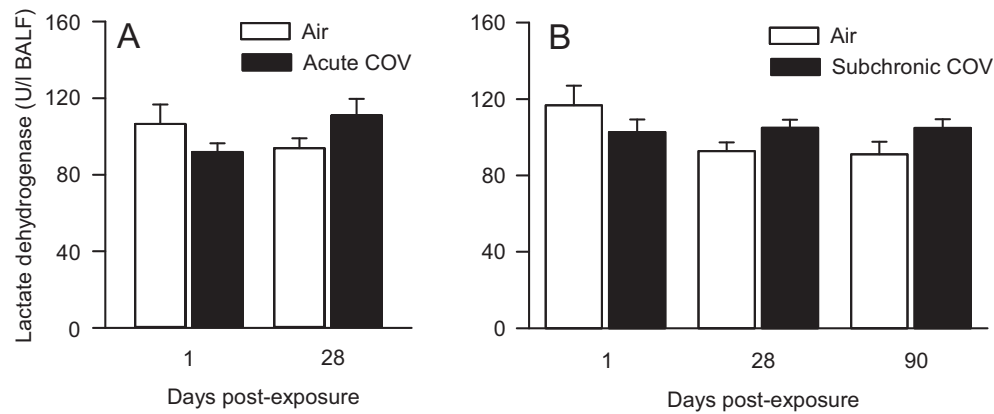 Lactate dehydrogenase (U/l BALF)
160
120
80
40
0
A
Air
Acute COV
1 28
Days post-exposure
160
120
80
40
0
B
Air
Subchronic COV
1 28 90
Days post-exposure